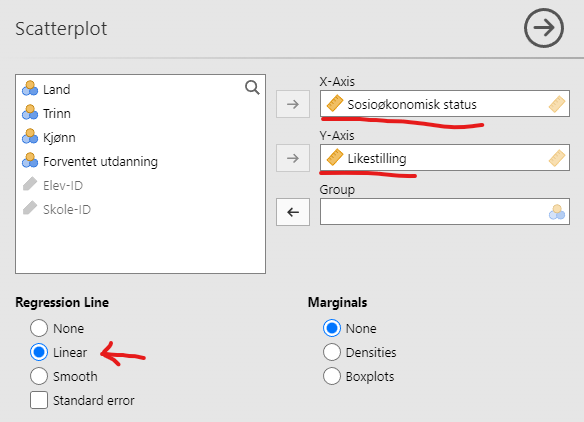 Scatterplot
Land
Trinn
Kjønn
Forventet utdanning
Elev-ID
Skole-ID
X-Axis
Sosioøkonomisk status
Y-Axis
Likestilling
Group
Regression Line
None
Linear
Smooth
Standard error
Marginals
None
Densities
Boxplots